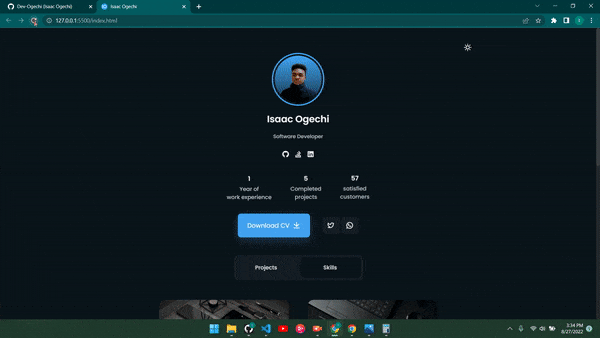 Dev-Ogechi (Isaac Ogechi)
Isaac Ogechi
127.0.0.1:5500/index.html
Isaac Ogechi
Software Developer
1 5 57
Year of Completed satisfied
work experience projects customers
Download CV
Projects Skills
3:34 PM
8/27/2022